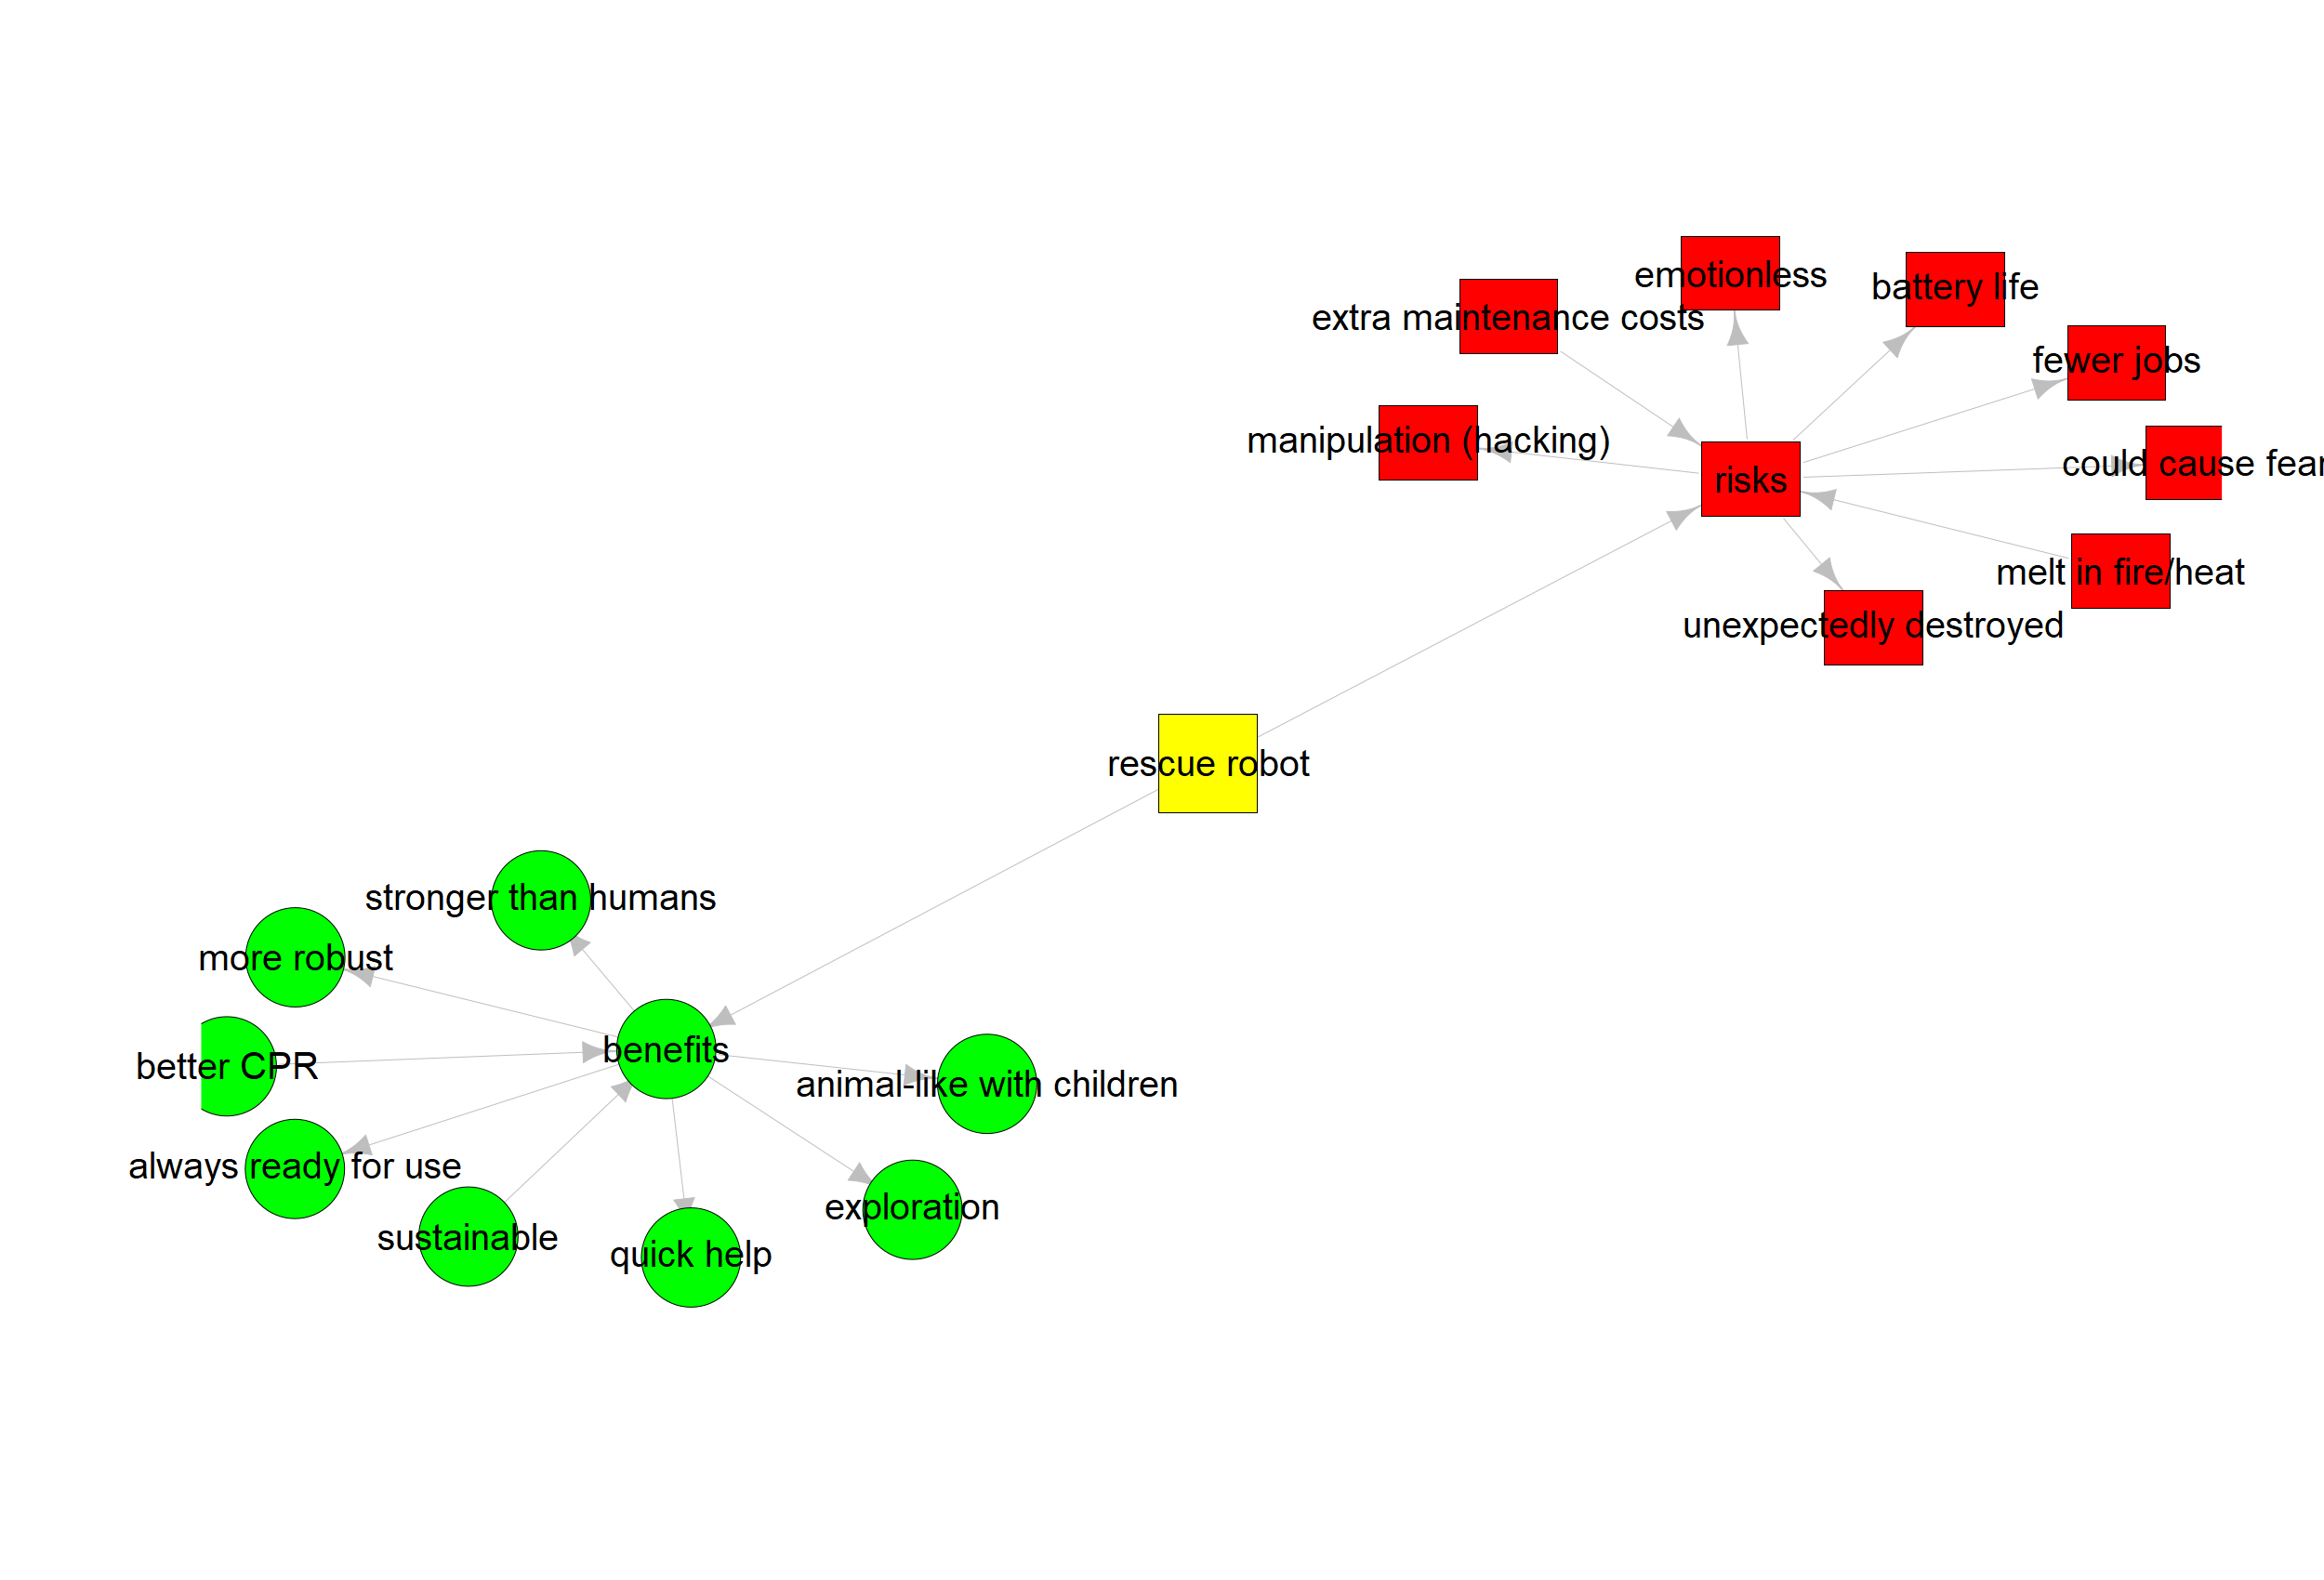 emotionless
battery life
extra maintenance costs
fewer jobs
manipulation (hacking)
could cause fear
risks
melt in fire/heat
unexpectedly destroyed
rescue robot
stronger than humans
more robust
benefits
better CPR
animal-like with children
always ready for use
exploration
sustainable
quick help